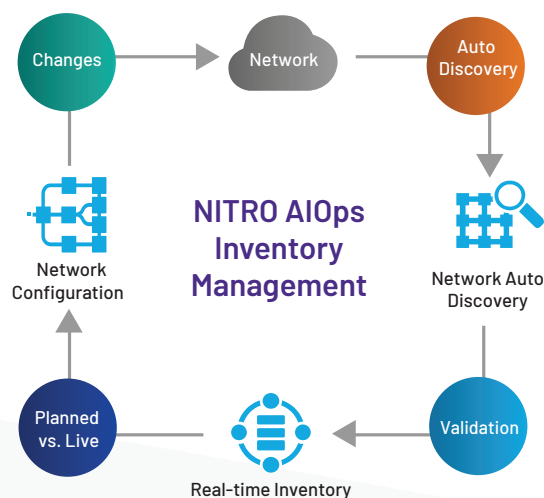 Changes
Network
Auto
Discovery
NITRO AIOps
Inventory
Management
Network
Configuration
Network Auto
Discovery
Planned
vs. Live
Validation
Real-time Inventory